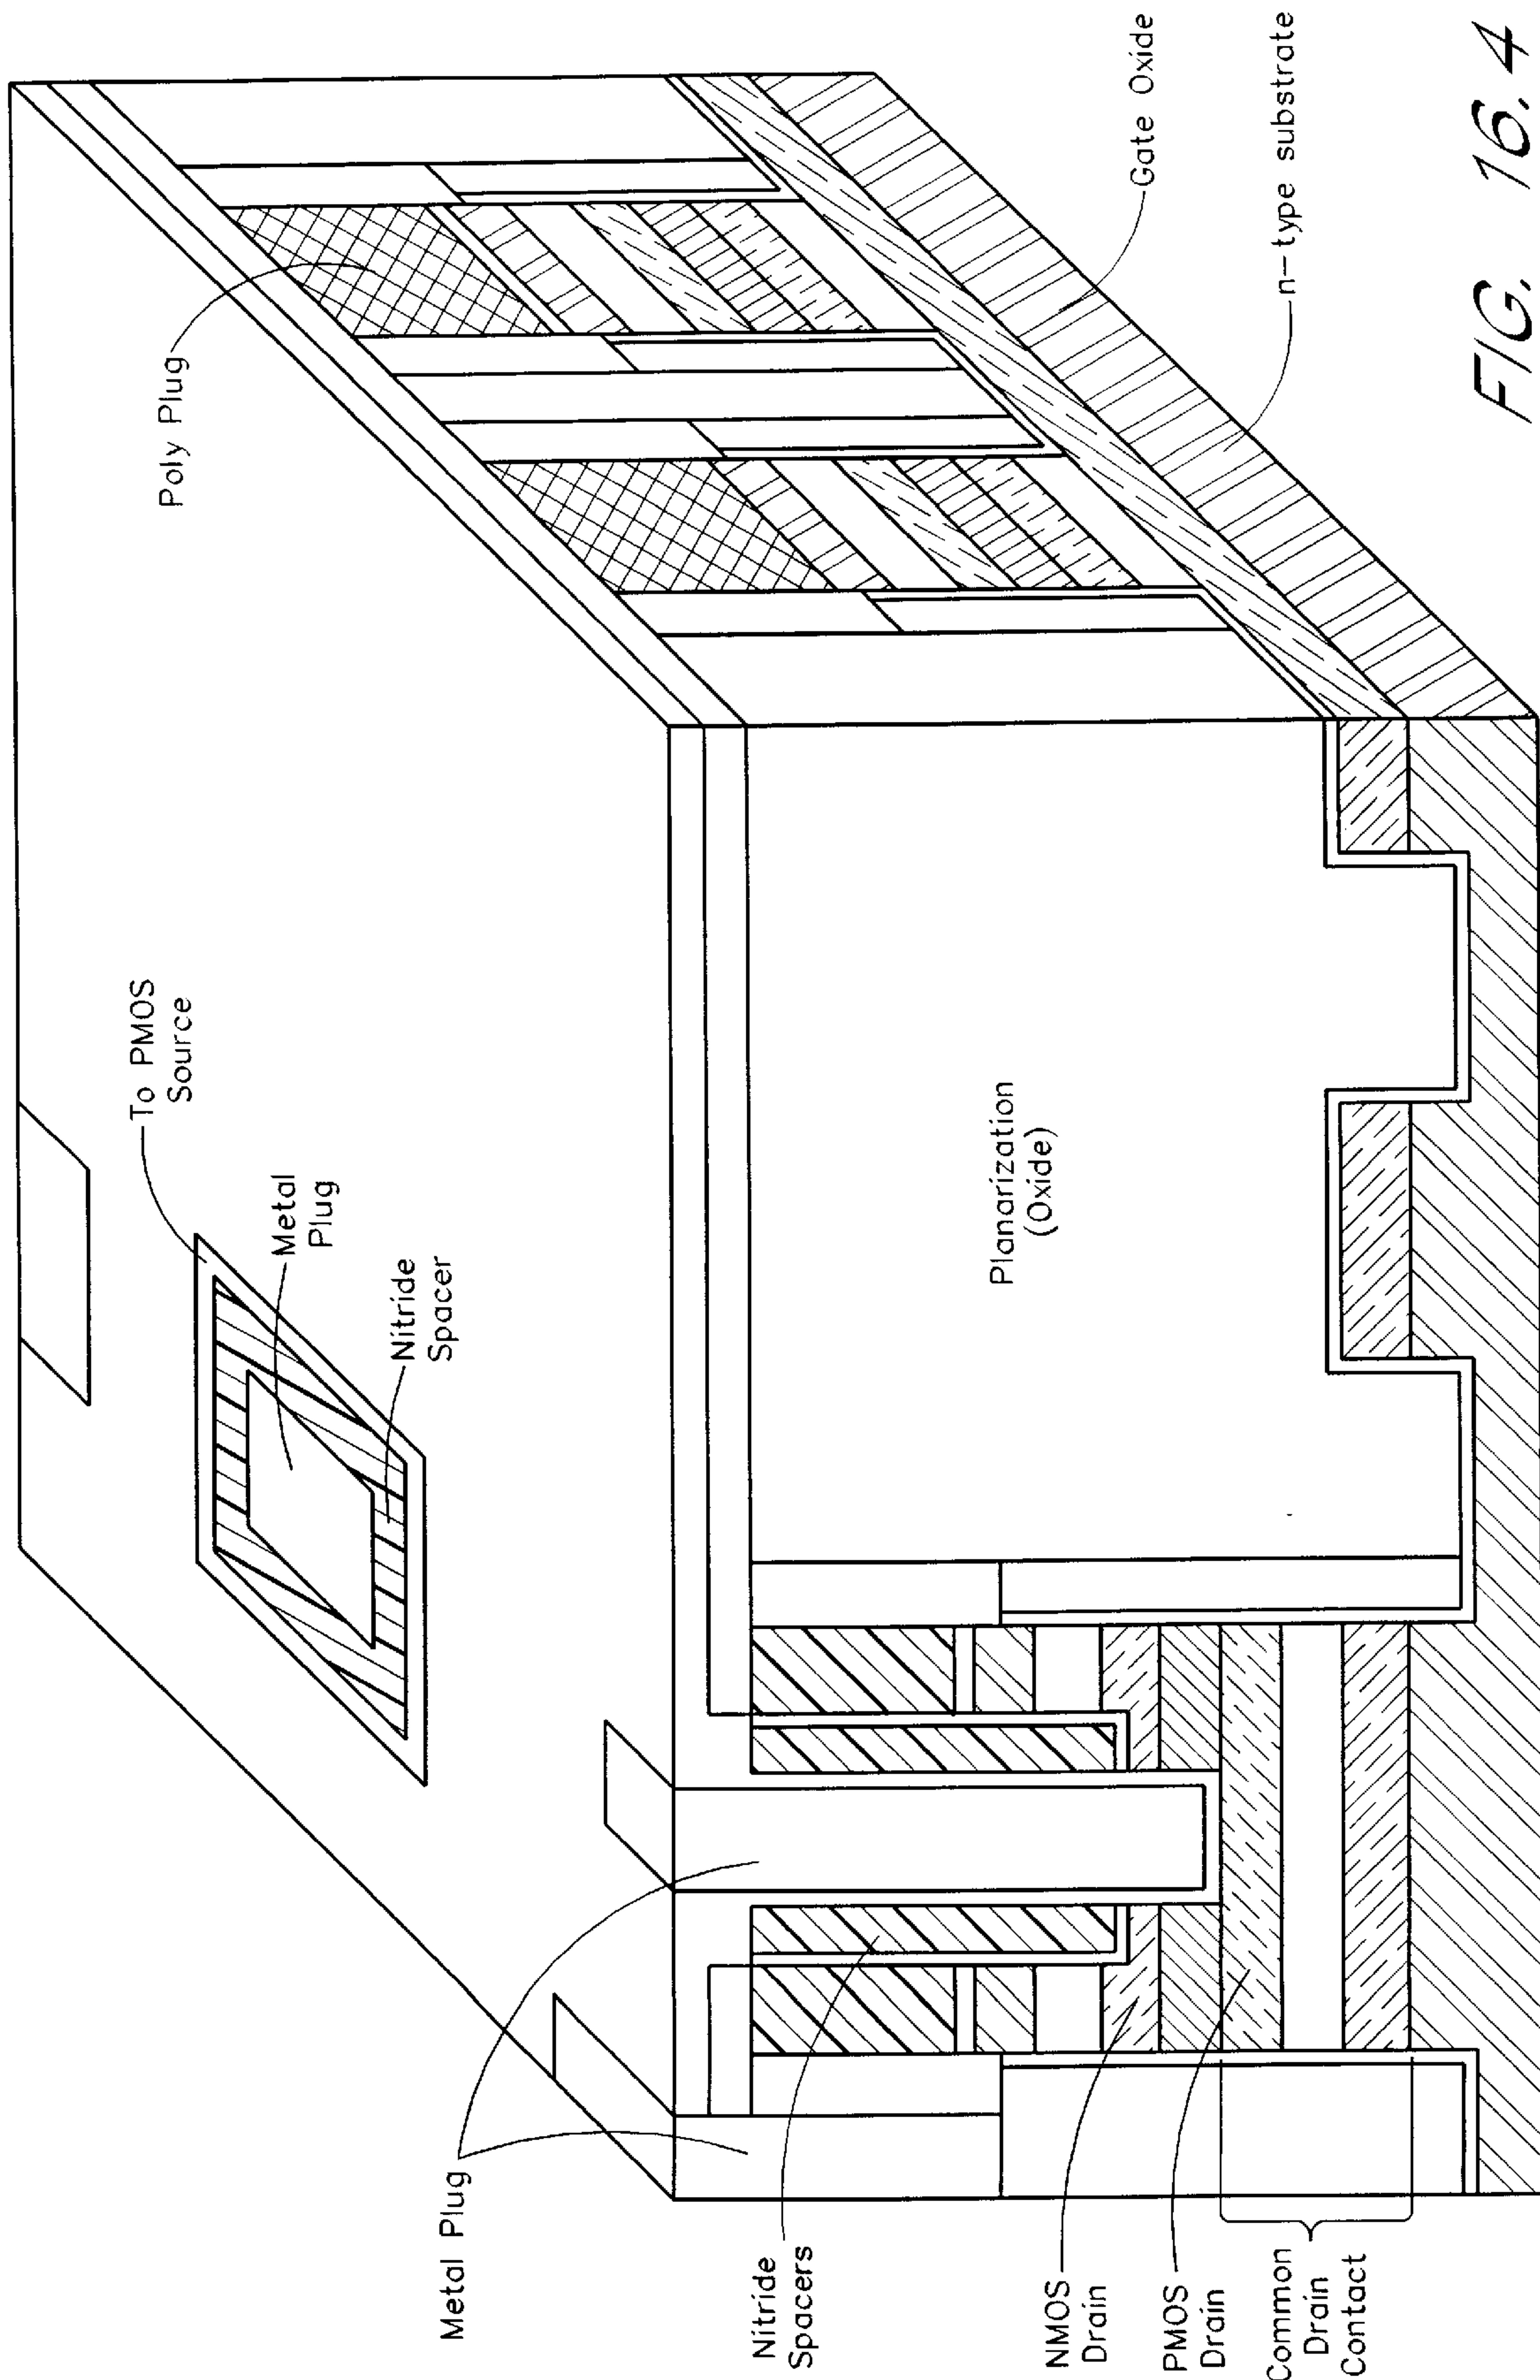 To PMOS
Source
Metal
Plug
Nitride
Spacer
Poly Plug
Metal Plug
Planarization
(Oxide)
Nitride
Spacers
NMOS
Drain
PMOS
Drain
Common
Drain
Contact
Gate Oxide
n-type substrate
FIG. 16.4